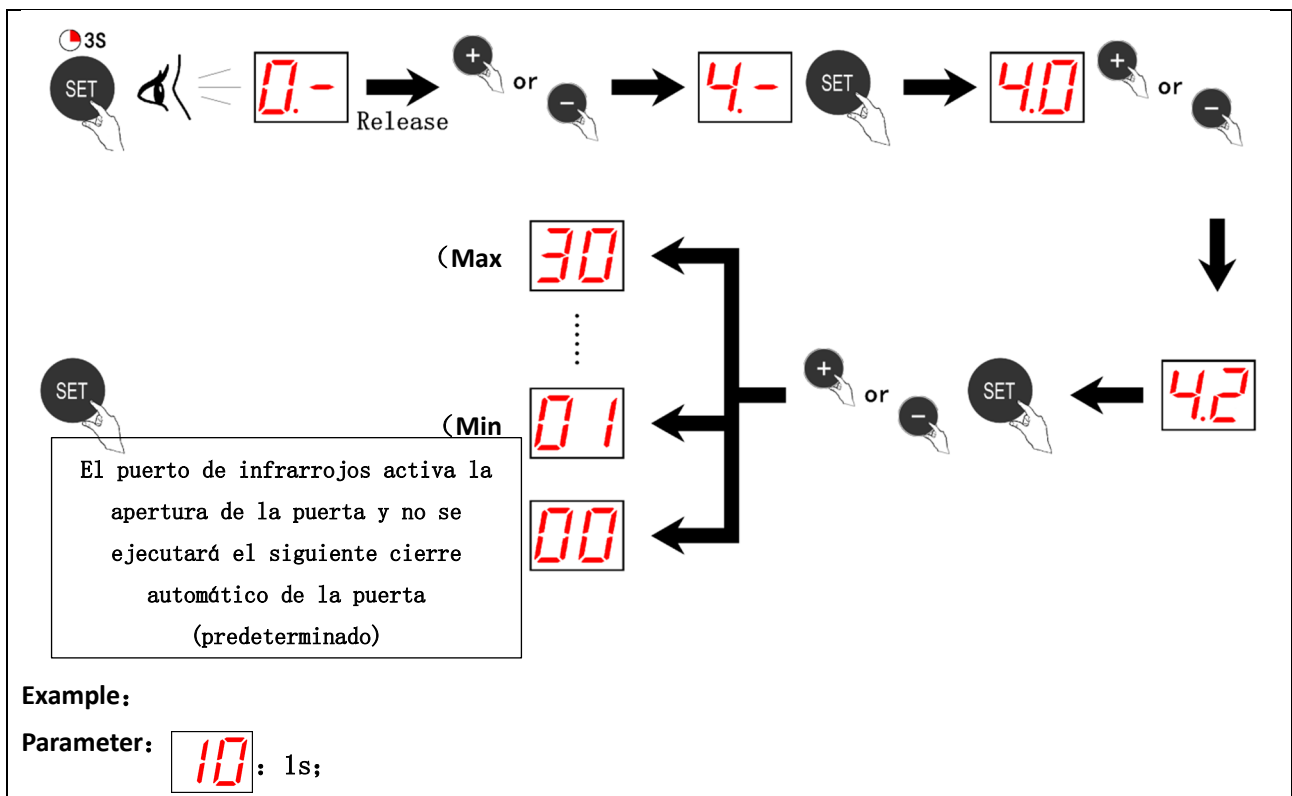 3S
SET
0.-
Release
+ or -
4.-
SET
4.0
+ or -
（Max
30
SET
（Min
01
+ or -
SET
4.2
00
El puerto de infrarrojos activa la
apertura de la puerta y no se
ejecutará el siguiente cierre
automático de la puerta
(predeterminado)
Example：
Parameter： 10： 1s;